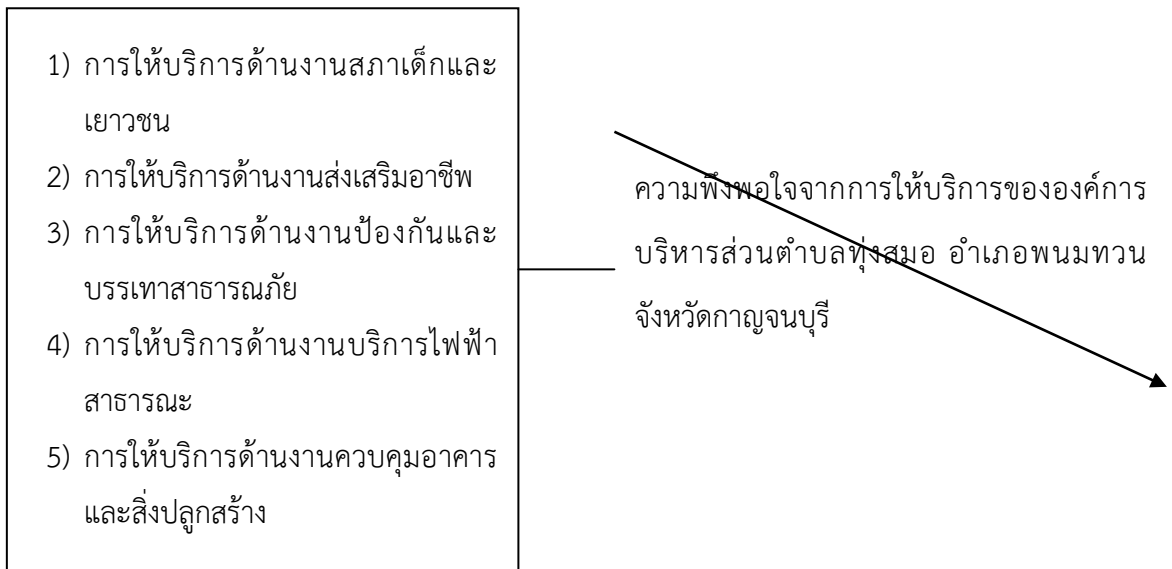 1) การให้บริการด้านงานสภาเด็กและ
เยาวชน
2) การให้บริการด้านงานส่งเสริมอาชีพ
3) การให้บริการด้านงานป้องกันและ
บรรเทาสาธารณภัย
4) การให้บริการด้านงานบริการไฟฟ้า
สาธารณะ
5) การให้บริการด้านงานควบคุมอาคาร
และสิ่งปลูกสร้าง
ความพึงพอใจจากการให้บริการขององค์การ
บริหารส่วนตำบลทุ่งสมอ อำเภอพนมทวน
จังหวัดกาญจนบุรี